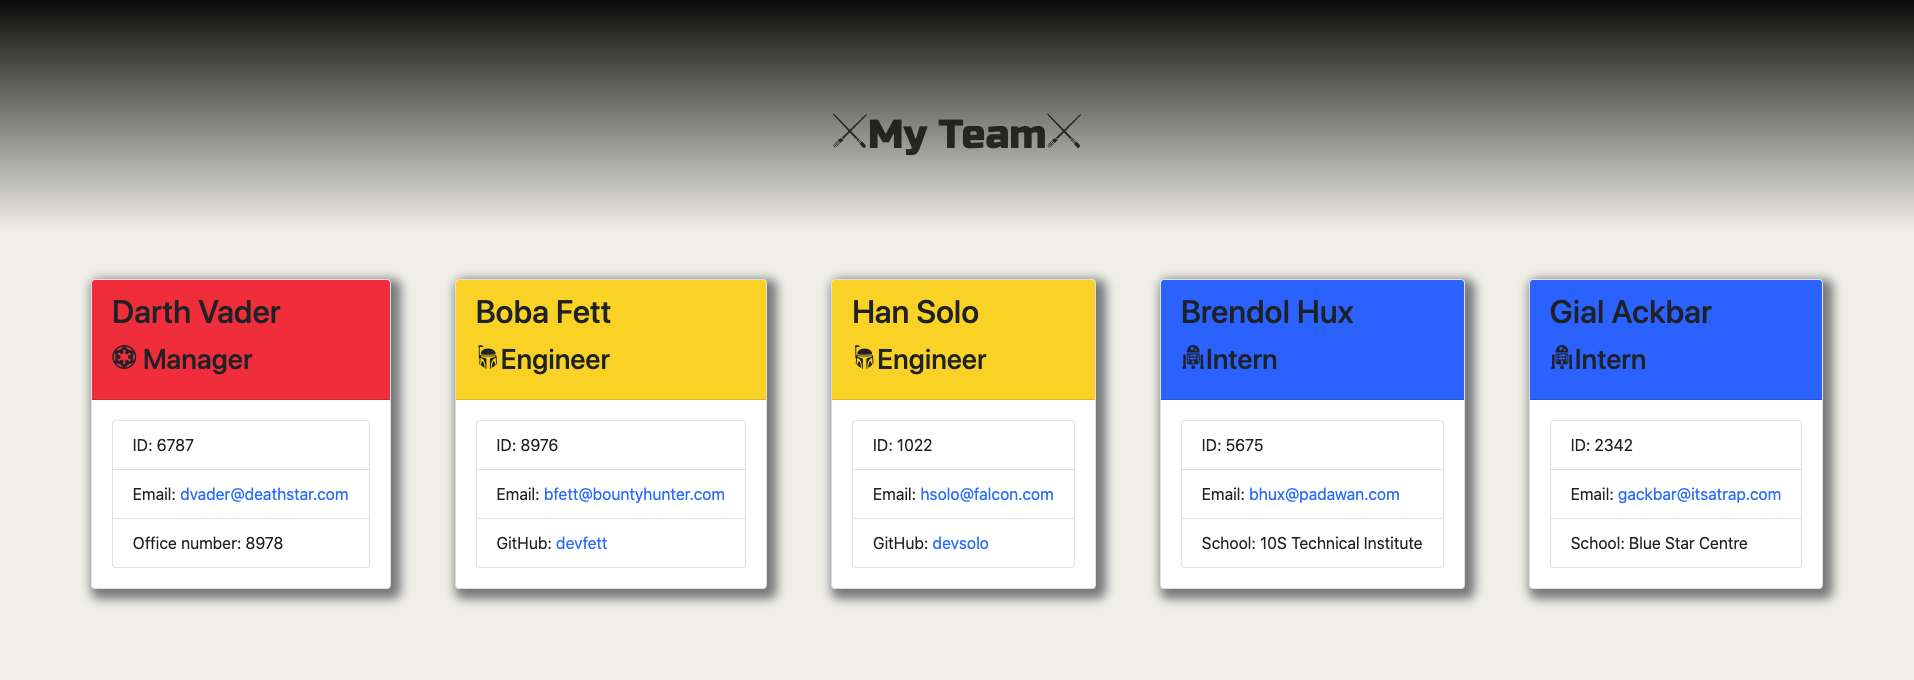 My Team
Darth Vader
Manager
ID: 6787
Email: dvader@deathstar.com
Office number: 8978
Boba Fett
Engineer
ID: 8976
Email: bfett@bountyhunter.com
GitHub: devfett
Han Solo
Engineer
ID: 1022
Email: hsolo@falcon.com
GitHub: devsolo
Brendol Hux
Intern
ID: 5675
Email: bhux@padawan.com
School: 10S Technical Institute
Gial Ackbar
Intern
ID: 2342
Email: gackbar@itsatrap.com
School: Blue Star Centre